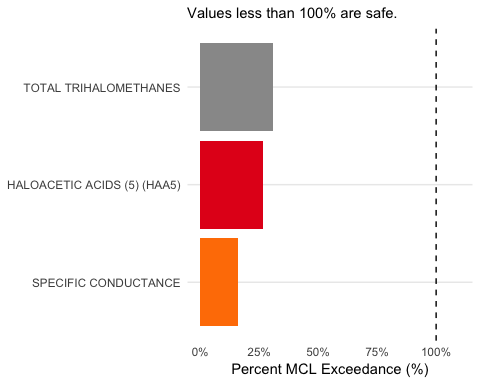 Values less than 100% are safe.
TOTAL TRIHALOMETHANES
HALOACETIC ACIDS (5) (HAA5)
SPECIFIC CONDUCTANCE
0% 25% 50% 75% 100%
Percent MCL Exceedance (%)